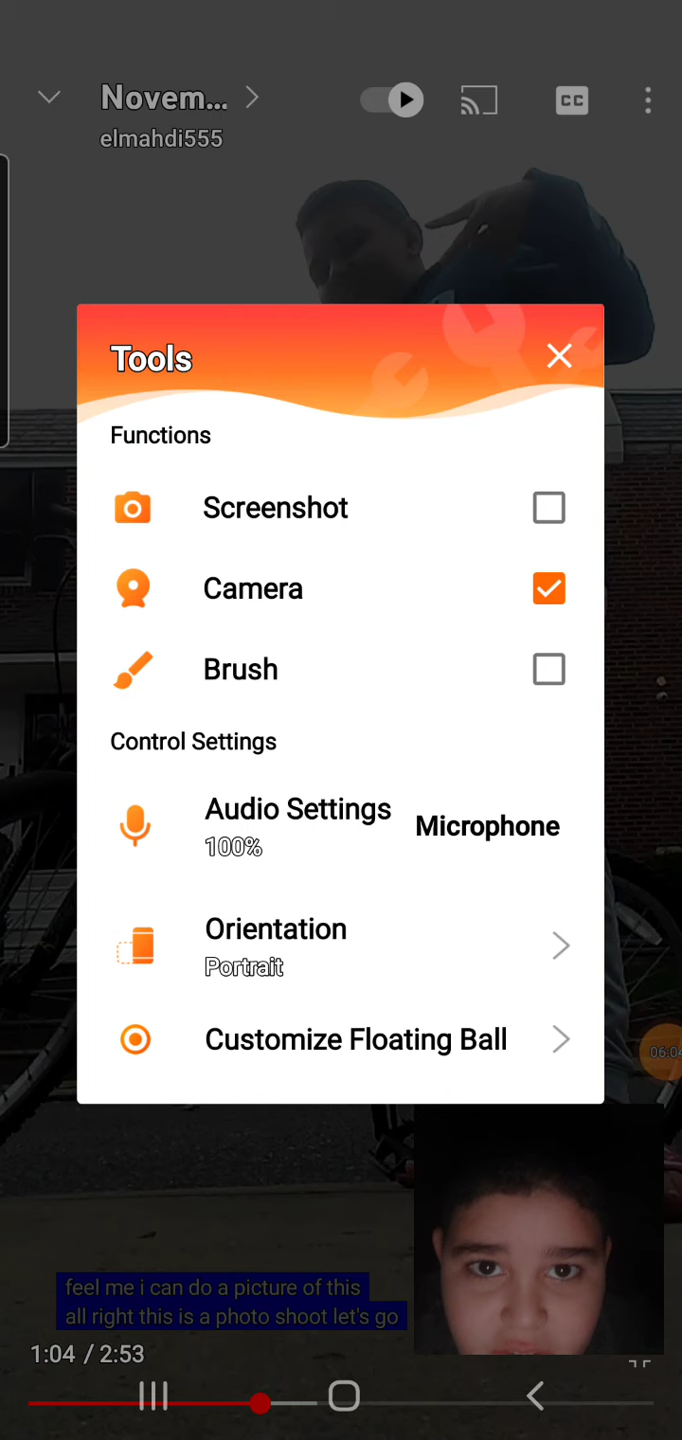 Novem...
CC
elmahdi555
Tools
Functions
Screenshot
Camera
Brush
Control Settings
Audio Settings
100%
Microphone
Orientation
Portrait
Customize Floating Ball
06:04
feel me i can do a picture of this
all right this is a photo shoot let's go
1:04 / 2:53